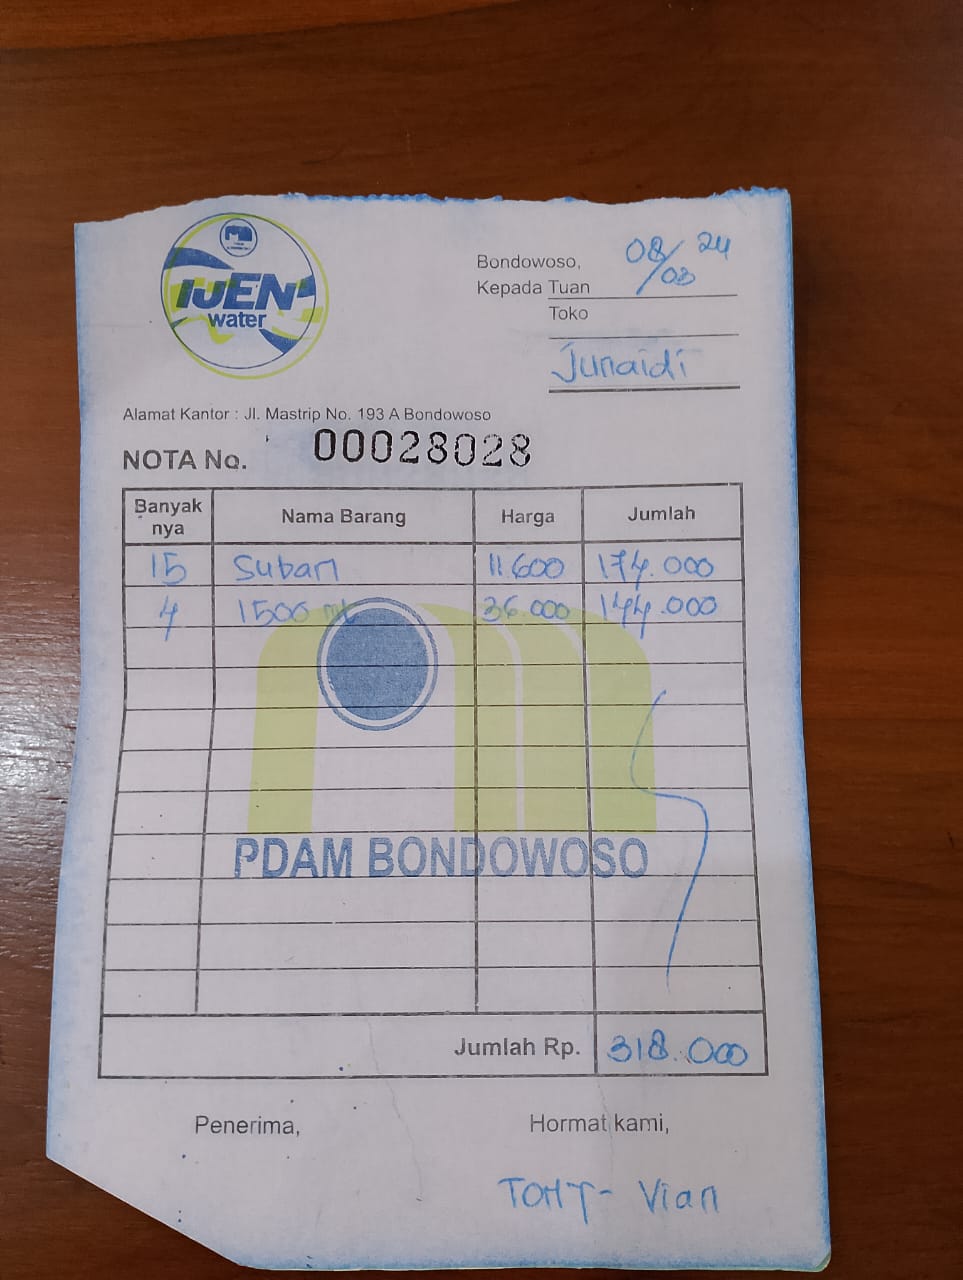 IJEN
water
Bondowoso, 08/03 24
Kepada Tuan
Toko
Junaidi
Alamat Kantor : Jl. Mastrip No. 193 A Bondowoso
NOTA No. 00028028
Banyak nya Nama Barang Harga Jumlah
15 Suban 11.600 174.000
4 1500 ml 36.000 144.000
PDAM BONDOWOSO
Jumlah Rp. 318.000
Penerima, Hormat kami,
Vian